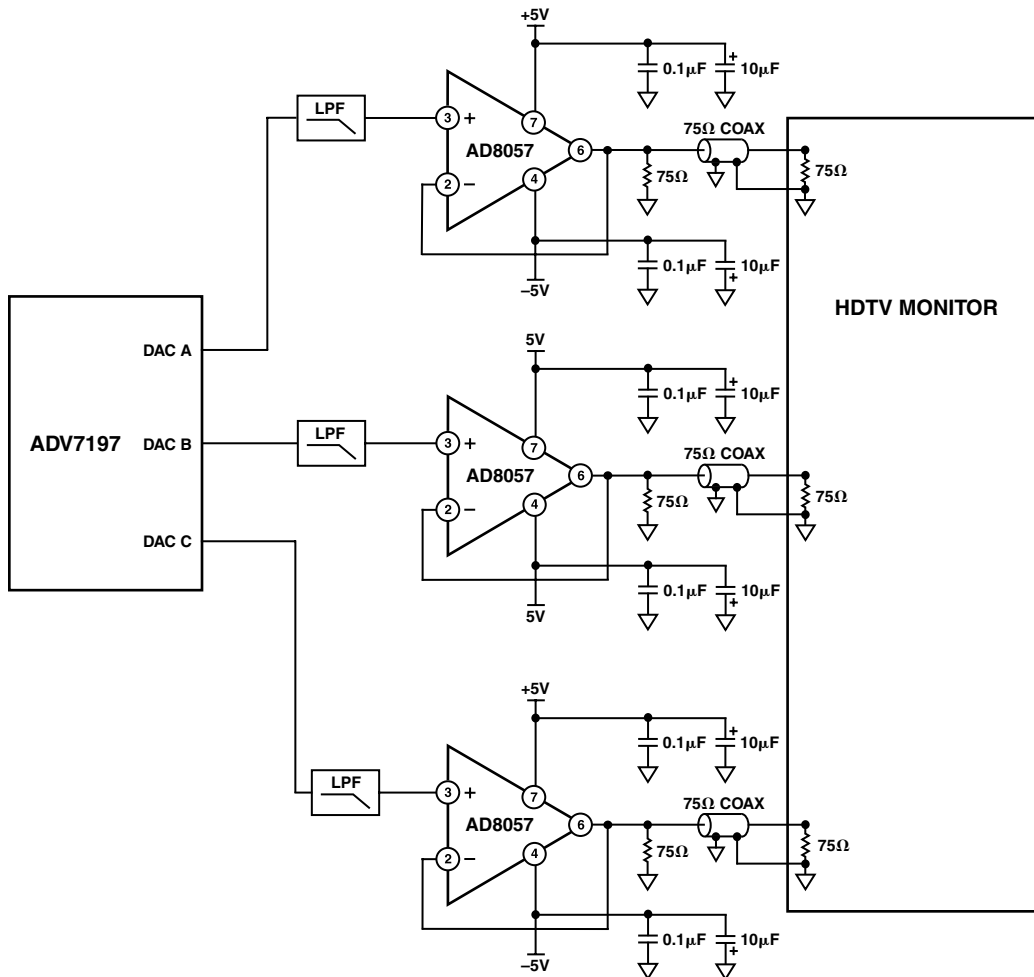 +5V
0.1μF
10μF
+
LPF
3
+
7
AD8057
6
2
−
4
75Ω
75Ω COAX
75Ω
0.1μF
10μF
+
−5V
HDTV MONITOR
ADV7197
DAC A
DAC B
DAC C
5V
0.1μF
10μF
+
LPF
3
+
7
AD8057
6
2
−
4
75Ω
75Ω COAX
75Ω
0.1μF
10μF
+
5V
+5V
0.1μF
10μF
+
LPF
3
+
7
AD8057
6
2
−
4
75Ω
75Ω COAX
75Ω
0.1μF
10μF
+
−5V